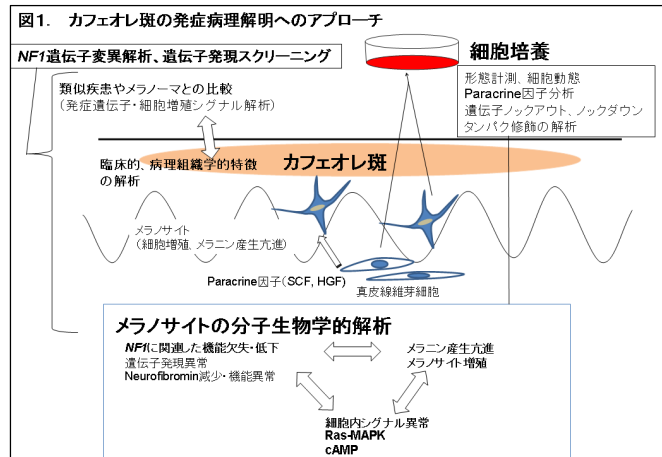 図1. カフェオレ斑の発症病理解明へのアプローチ
NF1遺伝子変異解析、遺伝子発現スクリーニング
細胞培養
形態計測、細胞動態
Paracrine因子分析
遺伝子ノックアウト、ノックダウン
タンパク修飾の解析
類似疾患やメラノーマとの比較
(発症遺伝子・細胞増殖シグナル解析)
臨床的、病理組織学的特徴
の解析
カフェオレ斑
メラノサイト
(細胞増殖, メラニン産生亢進)
Paracrine因子(SCF, HGF)
真皮線維芽細胞
メラノサイトの分子生物学的解析
NF1に関連した機能欠失・低下
遺伝子発現異常
Neurofibromin減少・機能異常
メラニン産生亢進
メラノサイト増殖
細胞内シグナル異常
Ras-MAPK
cAMP